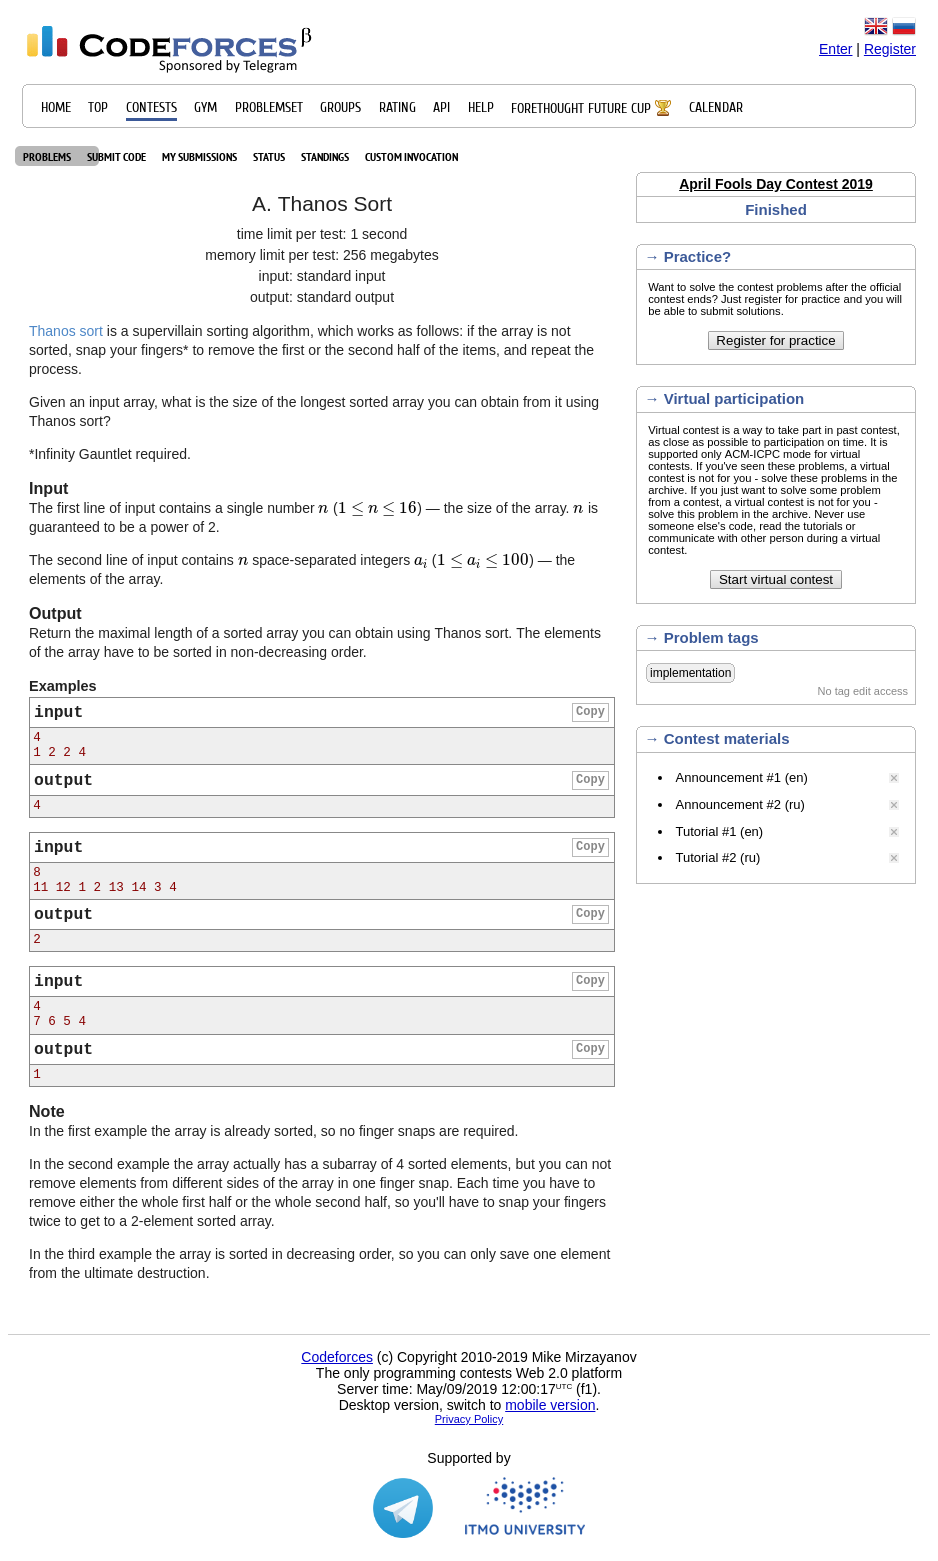 CODEFORCES β
Sponsored by Telegram
Enter | Register
HOME TOP CONTESTS GYM PROBLEMSET GROUPS RATING API HELP FORETHOUGHT FUTURE CUP CALENDAR
PROBLEMS SUBMIT CODE MY SUBMISSIONS STATUS STANDINGS CUSTOM INVOCATION
A. Thanos Sort
time limit per test: 1 second
memory limit per test: 256 megabytes
input: standard input
output: standard output
Thanos sort is a supervillain sorting algorithm, which works as follows: if the array is not
sorted, snap your fingers* to remove the first or the second half of the items, and repeat the
process.
Given an input array, what is the size of the longest sorted array you can obtain from it using
Thanos sort?
*Infinity Gauntlet required.
Input
The first line of input contains a single number n (1 ≤ n ≤ 16) — the size of the array. n is
guaranteed to be a power of 2.
The second line of input contains n space-separated integers a_i (1 ≤ a_i ≤ 100) — the
elements of the array.
Output
Return the maximal length of a sorted array you can obtain using Thanos sort. The elements
of the array have to be sorted in non-decreasing order.
Examples
input Copy
4
1 2 2 4
output Copy
4
input Copy
8
11 12 1 2 13 14 3 4
output Copy
2
input Copy
4
7 6 5 4
output Copy
1
Note
In the first example the array is already sorted, so no finger snaps are required.
In the second example the array actually has a subarray of 4 sorted elements, but you can not
remove elements from different sides of the array in one finger snap. Each time you have to
remove either the whole first half or the whole second half, so you'll have to snap your fingers
twice to get to a 2-element sorted array.
In the third example the array is sorted in decreasing order, so you can only save one element
from the ultimate destruction.
April Fools Day Contest 2019
Finished
→ Practice?
Want to solve the contest problems after the official
contest ends? Just register for practice and you will
be able to submit solutions.
Register for practice
→ Virtual participation
Virtual contest is a way to take part in past contest,
as close as possible to participation on time. It is
supported only ACM-ICPC mode for virtual
contests. If you've seen these problems, a virtual
contest is not for you - solve these problems in the
archive. If you just want to solve some problem
from a contest, a virtual contest is not for you -
solve this problem in the archive. Never use
someone else's code, read the tutorials or
communicate with other person during a virtual
contest.
Start virtual contest
→ Problem tags
implementation
No tag edit access
→ Contest materials
• Announcement #1 (en)
• Announcement #2 (ru)
• Tutorial #1 (en)
• Tutorial #2 (ru)
Codeforces (c) Copyright 2010-2019 Mike Mirzayanov
The only programming contests Web 2.0 platform
Server time: May/09/2019 12:00:17UTC (f1).
Desktop version, switch to mobile version.
Privacy Policy
Supported by
ITMO UNIVERSITY